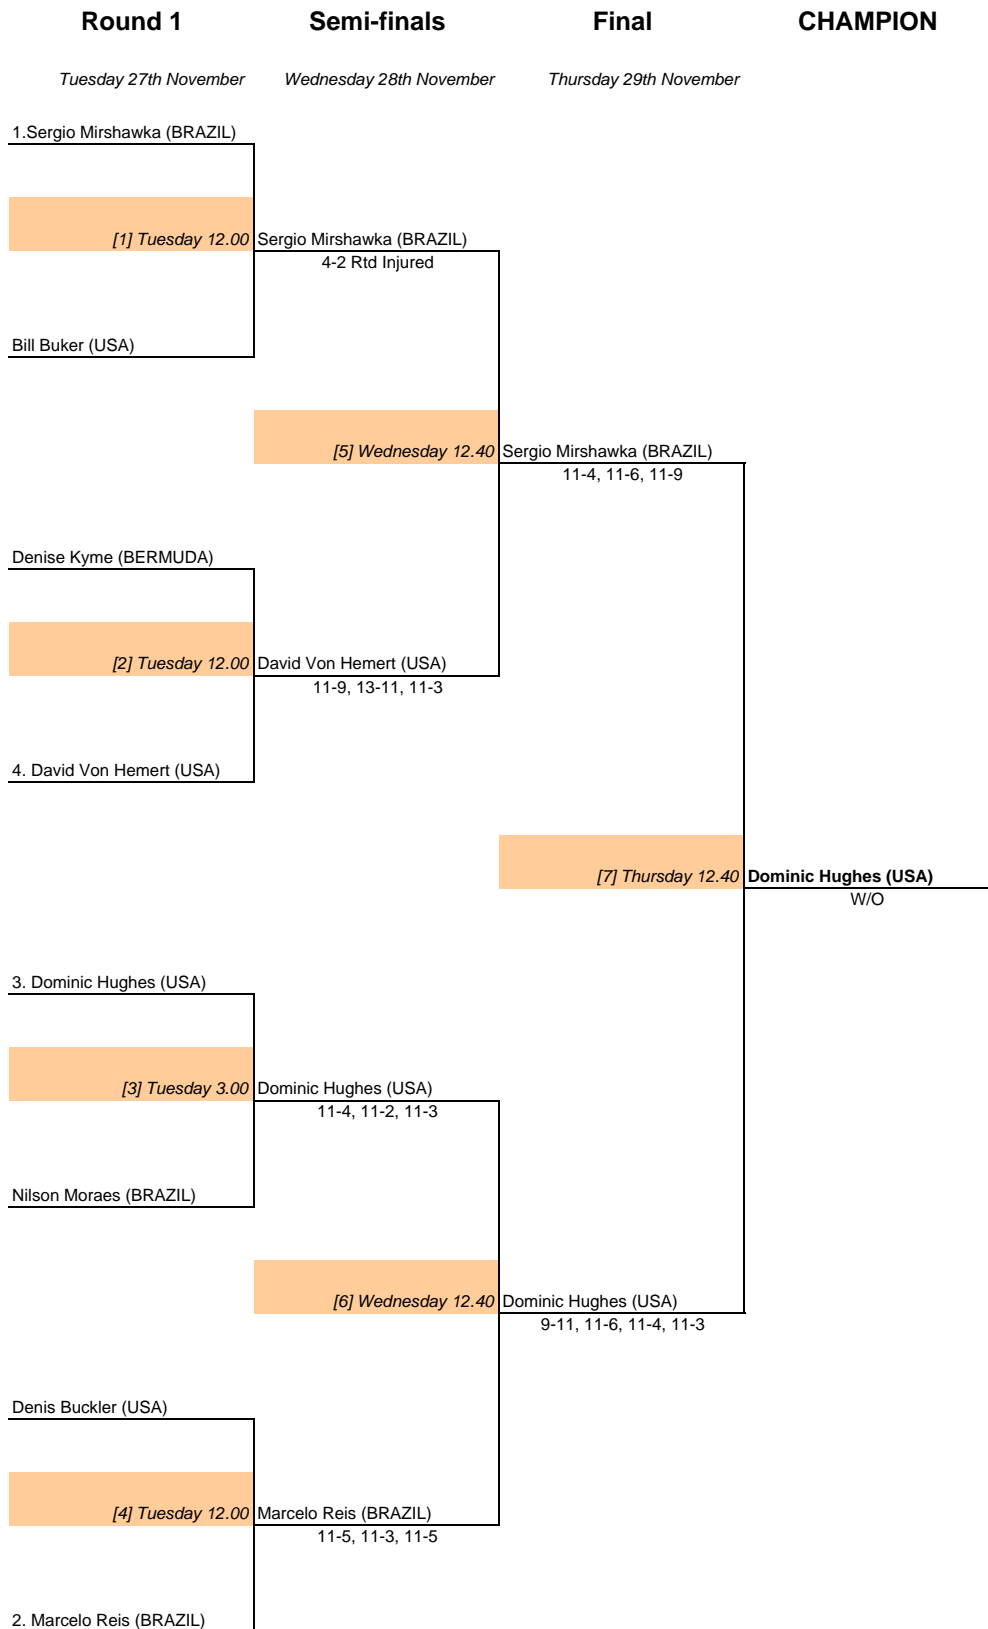 Round 1 Semi-finals Final CHAMPION
Tuesday 27th November Wednesday 28th November Thursday 29th November
1.Sergio Mirshawka (BRAZIL)
[1] Tuesday 12.00 Sergio Mirshawka (BRAZIL)
4-2 Rtd Injured
Bill Buker (USA)
[5] Wednesday 12.40 Sergio Mirshawka (BRAZIL)
11-4, 11-6, 11-9
Denise Kyme (BERMUDA)
[2] Tuesday 12.00 David Von Hemert (USA)
11-9, 13-11, 11-3
4. David Von Hemert (USA)
[7] Thursday 12.40 Dominic Hughes (USA)
W/O
3. Dominic Hughes (USA)
[3] Tuesday 3.00 Dominic Hughes (USA)
11-4, 11-2, 11-3
Nilson Moraes (BRAZIL)
[6] Wednesday 12.40 Dominic Hughes (USA)
9-11, 11-6, 11-4, 11-3
Denis Buckler (USA)
[4] Tuesday 12.00 Marcelo Reis (BRAZIL)
11-5, 11-3, 11-5
2. Marcelo Reis (BRAZIL)